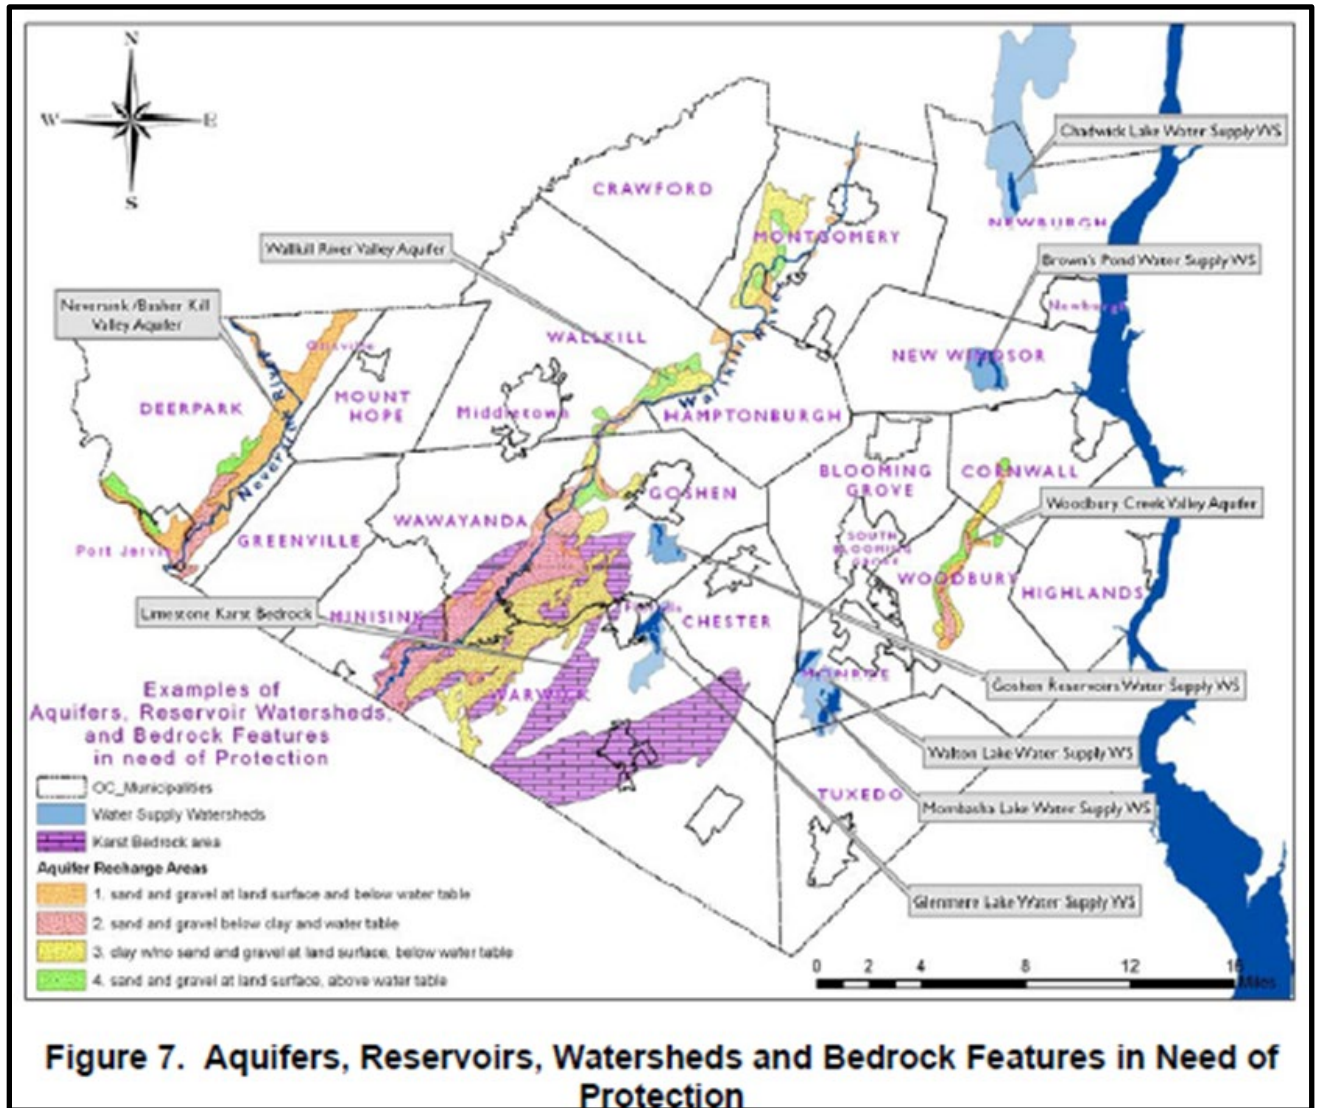 N
W E
S
Chadwick Lake Water Supply WS
CRAWFORD
NEWBURGH
MONTGOMERY
Wallkill River Valley Aquifer
Brown's Pond Water Supply WS
Neversink /Basher Kill
Valley Aquifer
Newburgh
Otisville
WALLKILL
NEW WINDSOR
Wallkill River
DEERPARK
MOUNT
HOPE
Middletown
HAMPTONBURGH
Neversink River
BLOOMING
GROVE
CORNWALL
GOSHEN
Woodbury Creek Valley Aquifer
WAWAYANDA
GREENVILLE
SOUTH
BLOOMING
GROVE
Port Jervis
WOODBURY
HIGHLANDS
Limestone Karst Bedrock
MINISINK
CHESTER
MONROE
Goshen Reservoirs Water Supply WS
WARWICK
Examples of
Aquifers, Reservoir Watersheds,
and Bedrock Features
in need of Protection
Walton Lake Water Supply WS
TUXEDO
Mombasha Lake Water Supply WS
OC_Municipalities
Water Supply Watersheds
Karst Bedrock area
Aquifer Recharge Areas
1. sand and gravel at land surface and below water table
2. sand and gravel below clay and water table
3. clay w/no sand and gravel at land surface, below water table
4. sand and gravel at land surface, above water table
Glenmere Lake Water Supply WS
0 2 4 8 12 16
Miles
Figure 7. Aquifers, Reservoirs, Watersheds and Bedrock Features in Need of
Protection